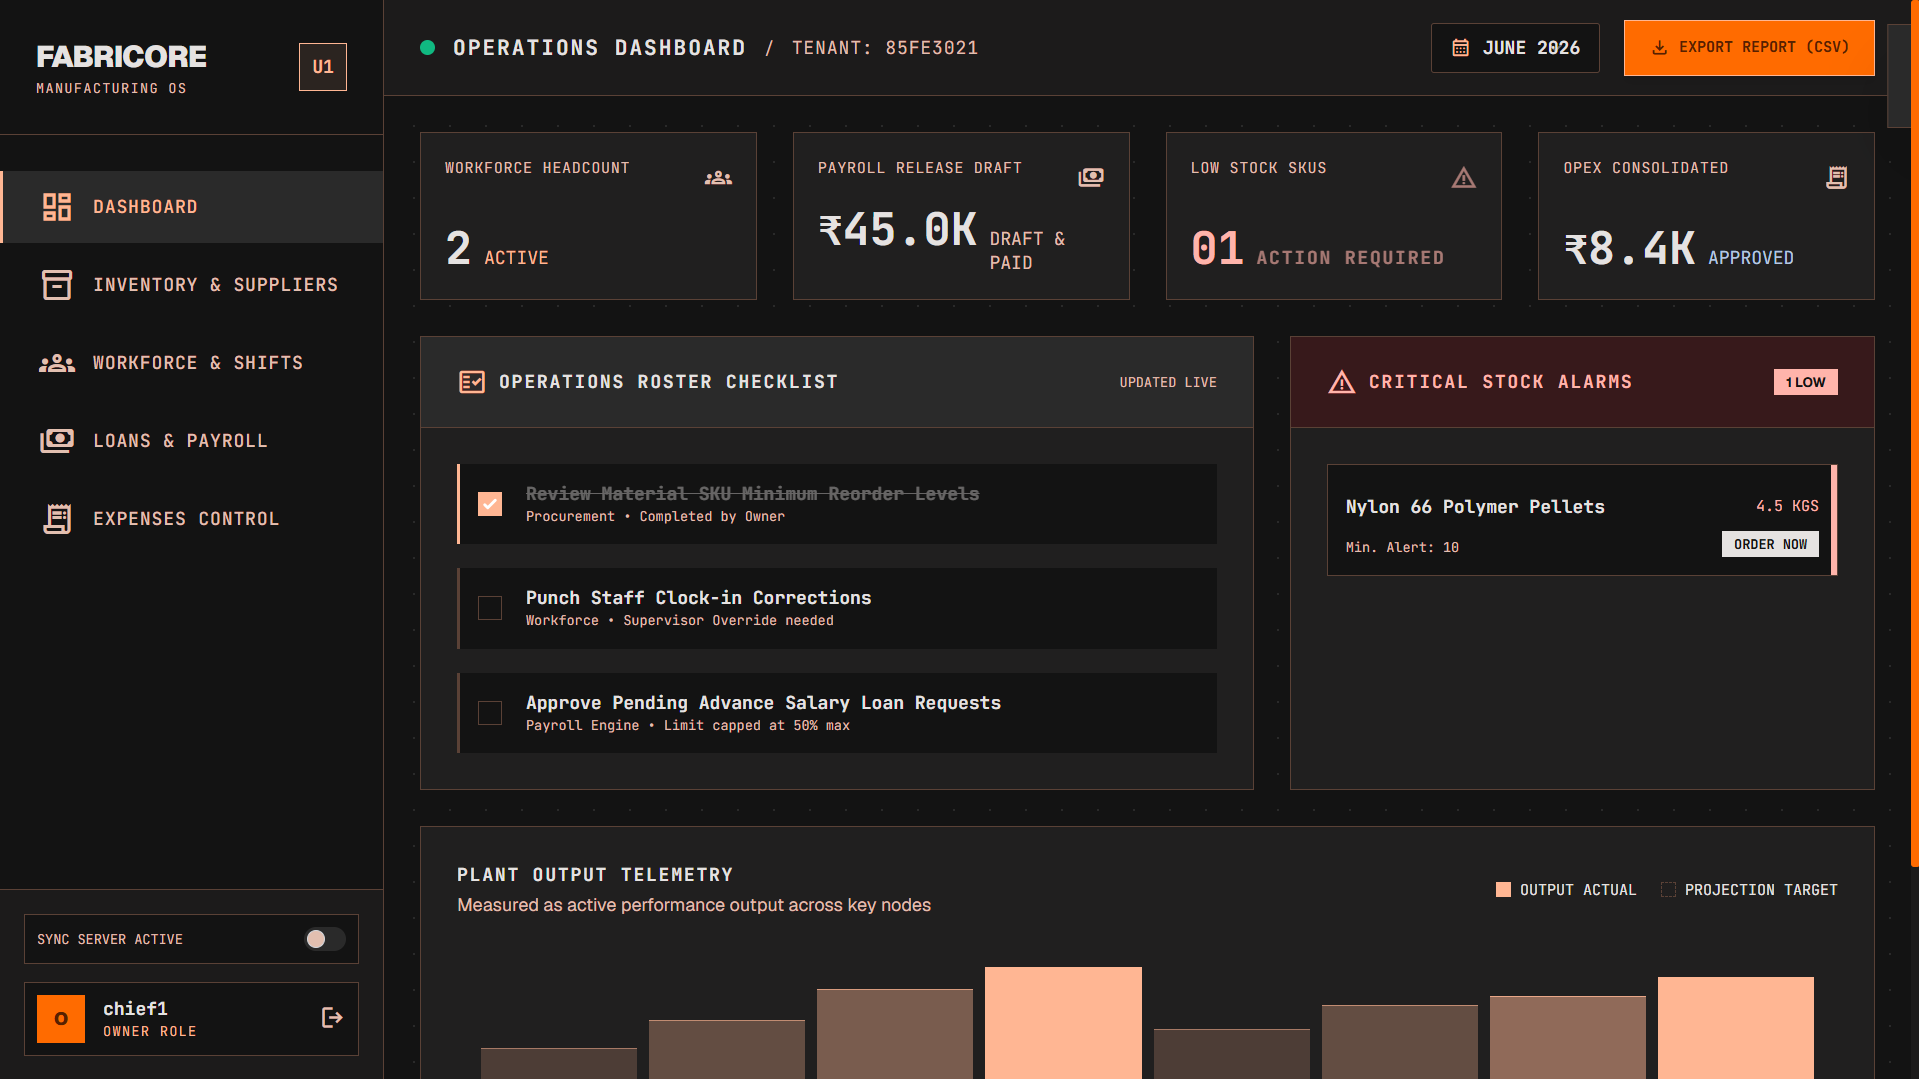 FABRICORE
MANUFACTURING OS
U1
DASHBOARD
INVENTORY & SUPPLIERS
WORKFORCE & SHIFTS
LOANS & PAYROLL
EXPENSES CONTROL
SYNC SERVER ACTIVE
O
chief1
OWNER ROLE
OPERATIONS DASHBOARD / TENANT: 85FE3021
JUNE 2026
EXPORT REPORT (CSV)
WORKFORCE HEADCOUNT
2 ACTIVE
PAYROLL RELEASE DRAFT
₹45.0K DRAFT &
PAID
LOW STOCK SKUS
01 ACTION REQUIRED
OPEX CONSOLIDATED
₹8.4K APPROVED
OPERATIONS ROSTER CHECKLIST
UPDATED LIVE
Review Material SKU Minimum Reorder Levels
Procurement • Completed by Owner
Punch Staff Clock-in Corrections
Workforce • Supervisor Override needed
Approve Pending Advance Salary Loan Requests
Payroll Engine • Limit capped at 50% max
CRITICAL STOCK ALARMS
1 LOW
Nylon 66 Polymer Pellets
4.5 KGS
Min. Alert: 10
ORDER NOW
PLANT OUTPUT TELEMETRY
Measured as active performance output across key nodes
OUTPUT ACTUAL
PROJECTION TARGET